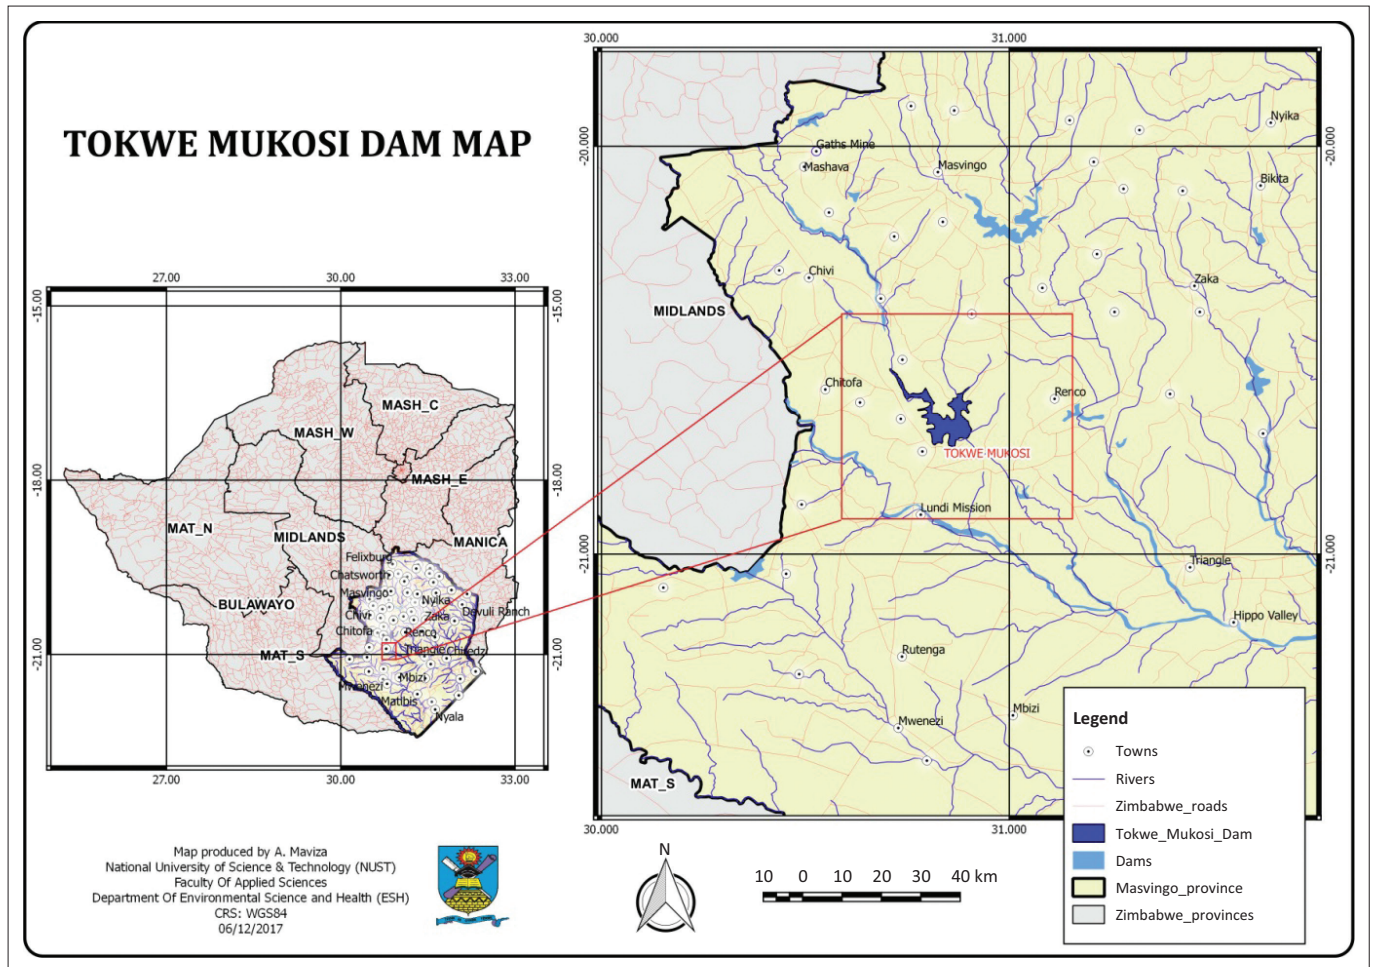 TOKWE MUKOSI DAM MAP
27.00
30.00
33.00
-15.00
-15.00
-18.00
-18.00
-21.00
-21.00
27.00
30.00
33.00
MASH_C
MASH_W
MASH_E
MAT_N
MIDLANDS
MANICA
BULAWAYO
MAT_S
Felixburg
Chatsworth
Masvingo
Nyika
Chivi
Zaka
Devuli Ranch
Chitofa
Renco
Triangle
Chiredzi
Mbizi
Mwenezi
Matibis
Nyala
30.000
31.000
-20.000
-20.000
-21.000
-21.000
30.000
31.000
Nyika
Gaths Mine
Mashava
Masvingo
Bikita
Chivi
Zaka
MIDLANDS
Chitofa
Renco
TOKWE MUKOSI
Lundi Mission
Triangle
Hippo Valley
Rutenga
Mbizi
Mwenezi
MAT_S
Legend
Towns
Rivers
Zimbabwe_roads
Tokwe_Mukosi_Dam
Dams
Masvingo_province
Zimbabwe_provinces
Map produced by A. Maviza
National University of Science & Technology (NUST)
Faculty Of Applied Sciences
Department Of Environmental Science and Health (ESH)
CRS: WGS84
06/12/2017
N
10 0 10 20 30 40 km